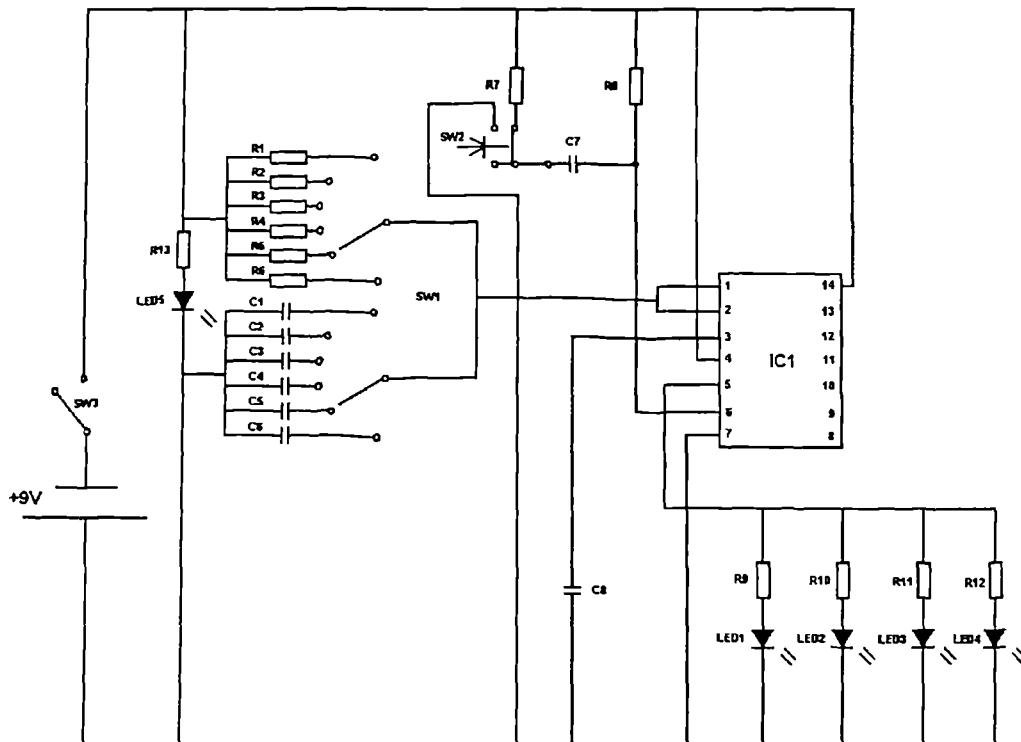 R7
R8
SW2
C7
R1
R2
R3
R4
R5
R6
R13
LED5
SW1
C1
C2
C3
C4
C5
C6
SW3
+9V
1
2
3
4
5
6
7
IC1
14
13
12
11
10
9
8
C8
R9
R10
R11
R12
LED1
LED2
LED3
LED4